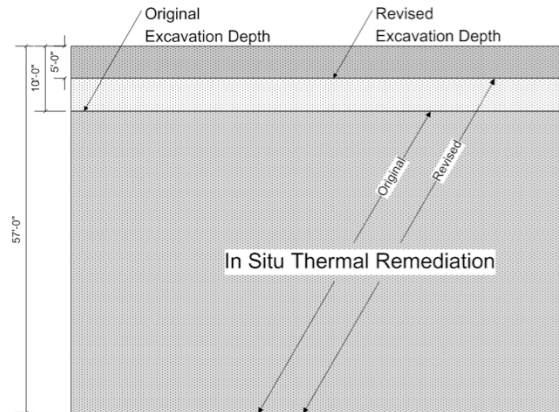 Original
Excavation Depth
Revised
Excavation Depth
5'-0"
10'-0"
57'-0"
Original
Revised
In Situ Thermal Remediation